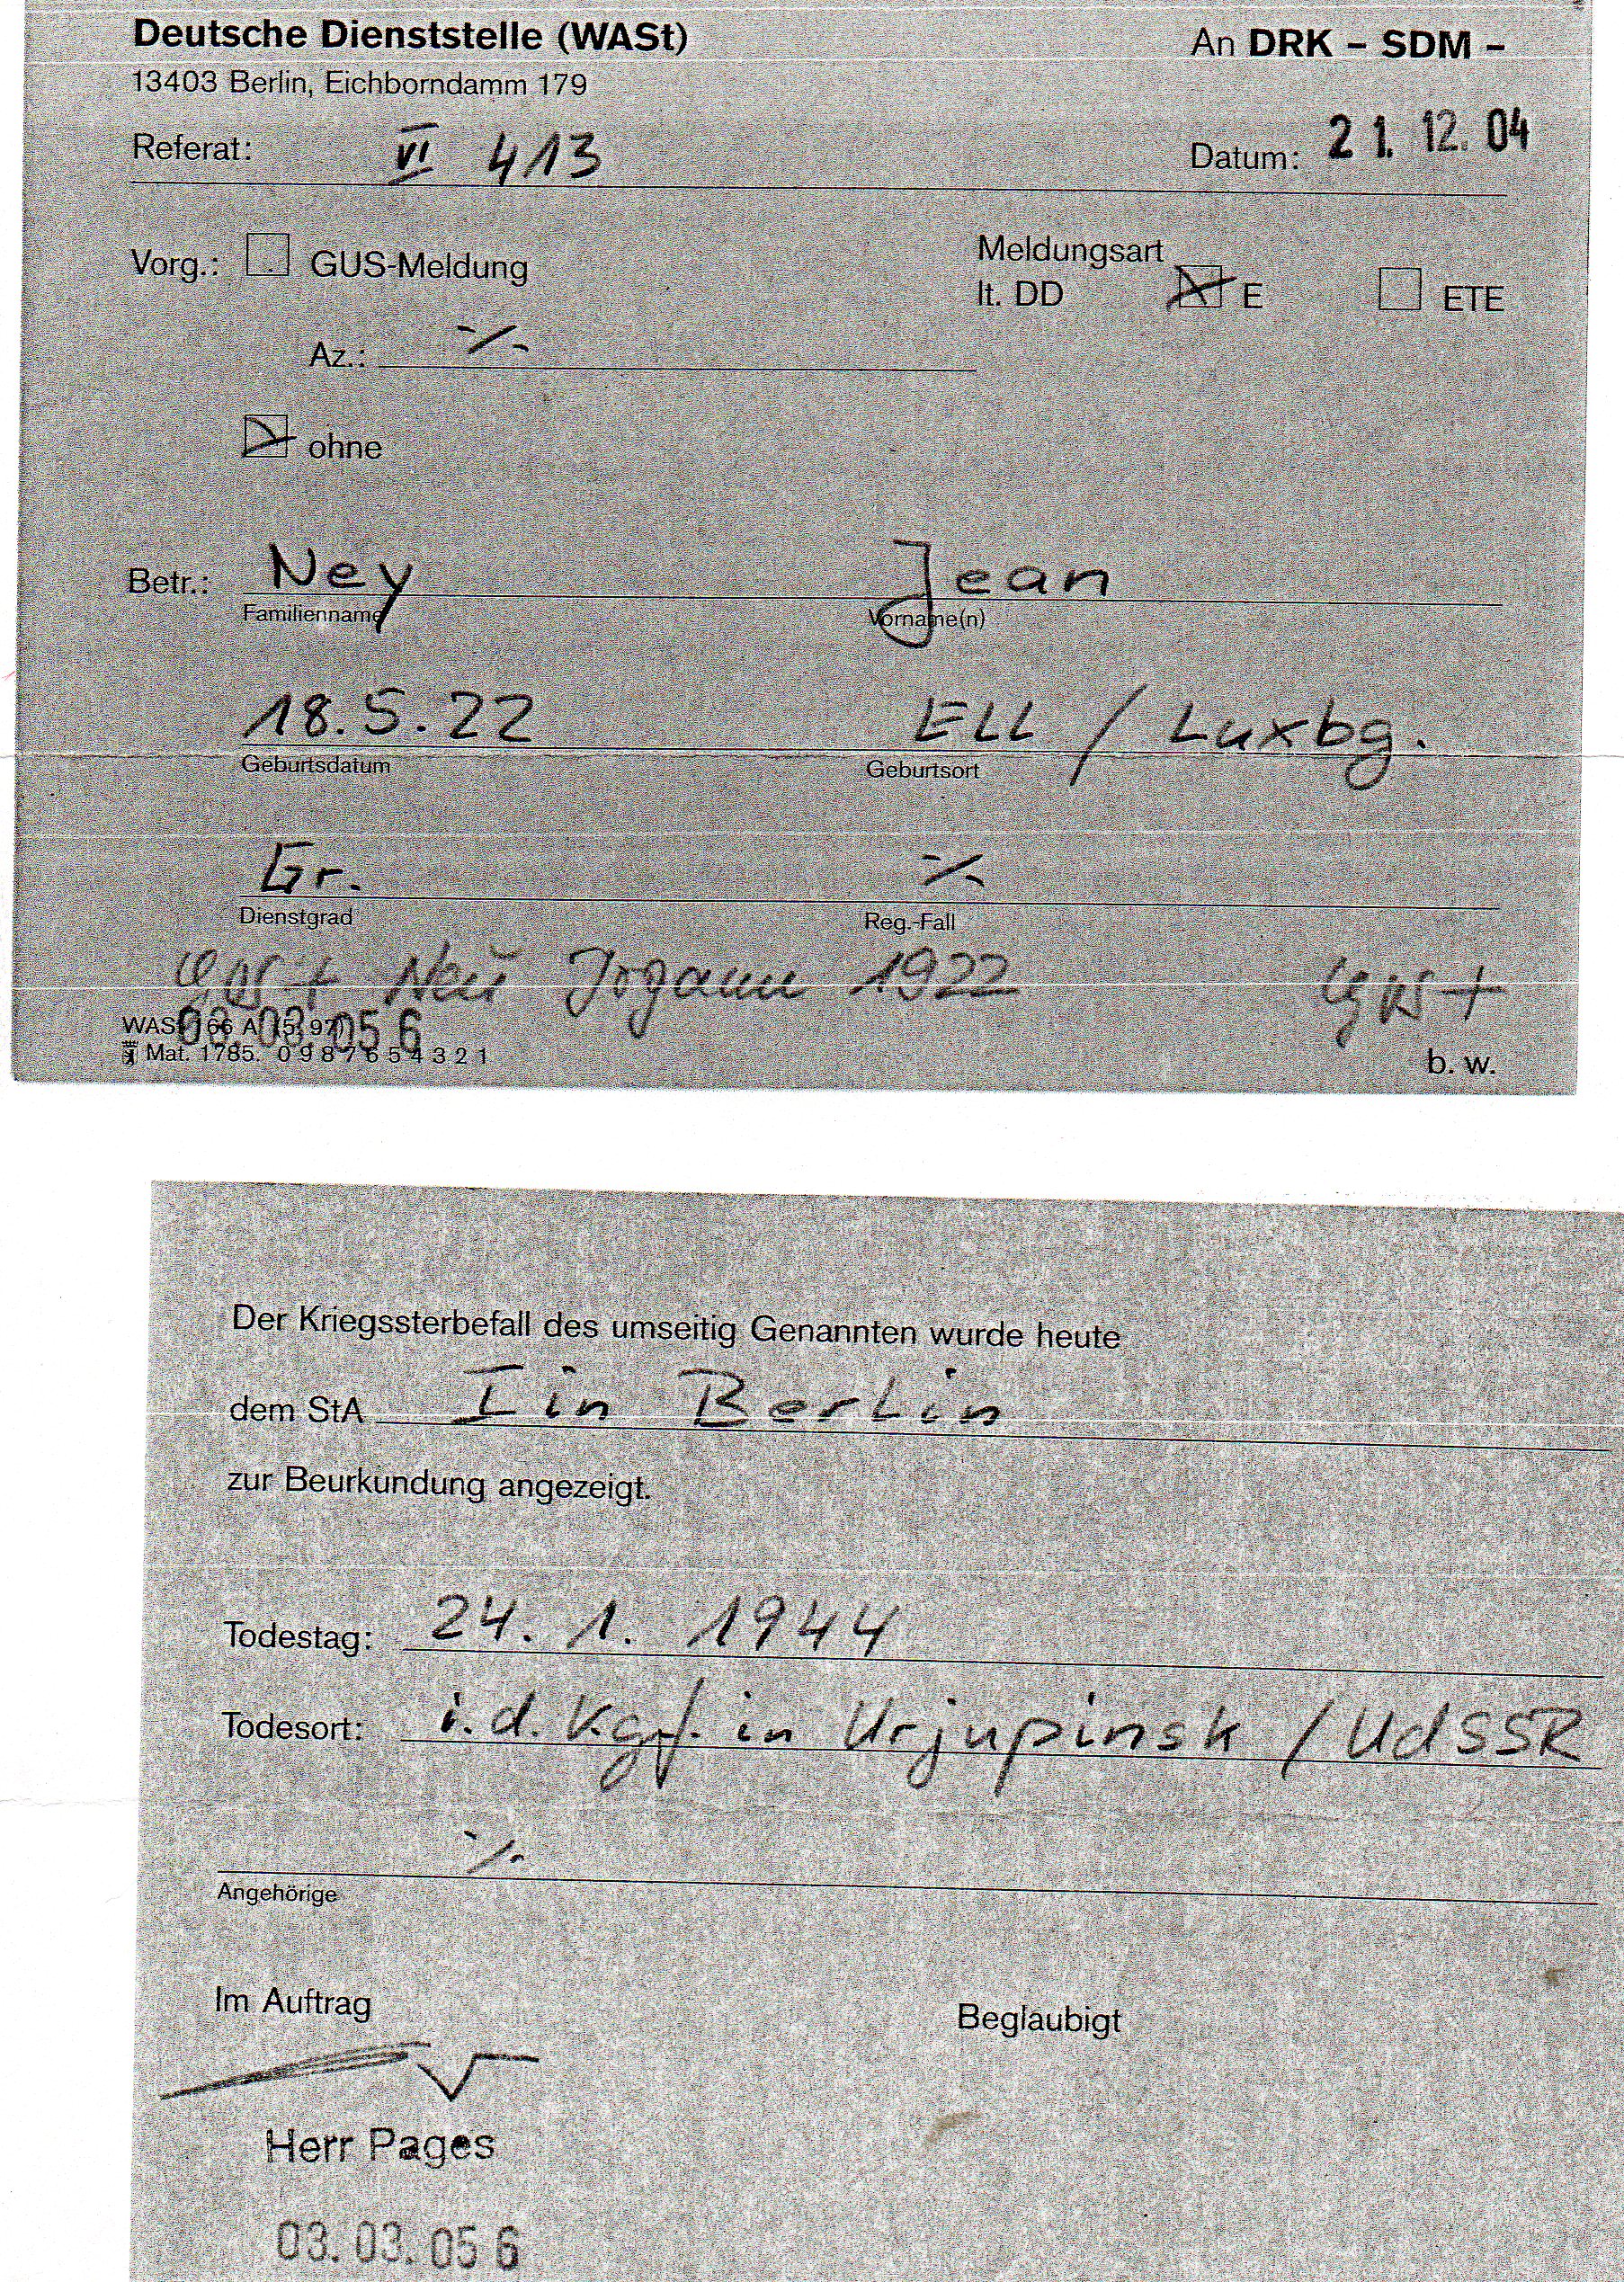 Deutsche Dienststelle (WASt)
An DRK – SDM –
13403 Berlin, Eichborndamm 179
Referat: VI 413
Datum: 21. 12. 04
Vorg.: GUS-Meldung
Meldungsart
lt. DD E ETE
Az.: ⁒
ohne
Betr.: Ney Jean
Familienname Vorname(n)
18.5.22 ELL / Luxbg.
Geburtsdatum Geburtsort
Gr. ⁒
Dienstgrad Reg.-Fall
GUS + Neu Jogann 1922 GUS +
03.03.05 6
WASt 66 A (5.97)
Mat. 1785. 0 9 8 7 6 5 4 3 2 1
b. w.
Der Kriegssterbefall des umseitig Genannten wurde heute
dem StA I in Berlin
zur Beurkundung angezeigt.
Todestag: 24. 1. 1944
Todesort: i.d. Kgf. in Urjupinsk / UdSSR
⁒
Angehörige
Im Auftrag
Beglaubigt
Herr Pages
03.03.05 6